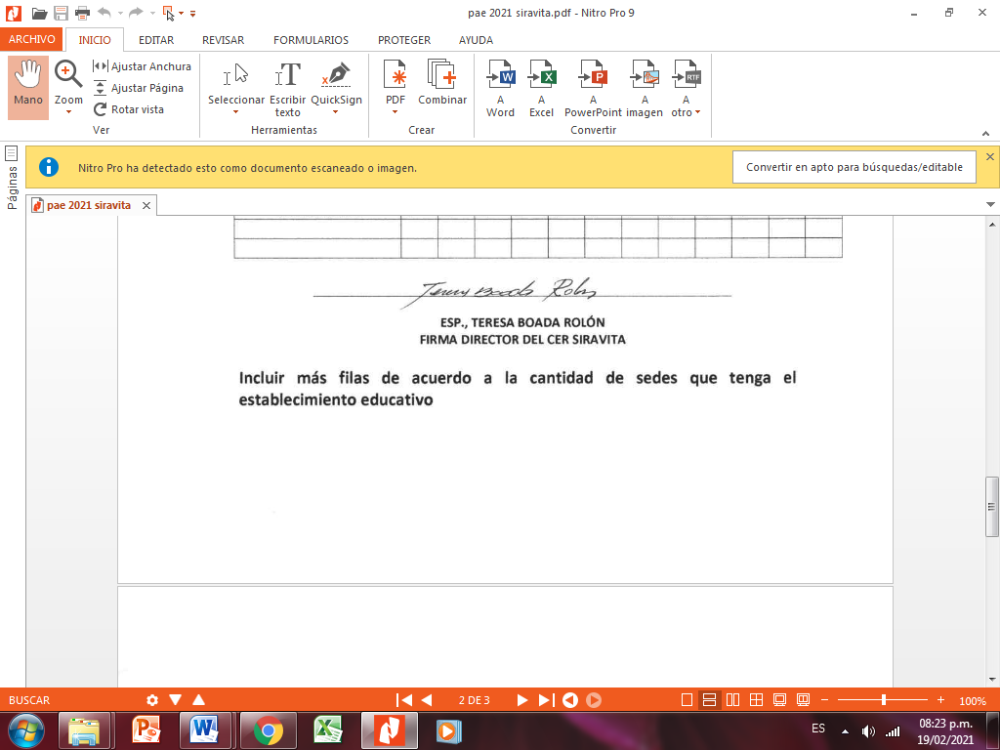 pae 2021 siravita.pdf - Nitro Pro 9
ARCHIVO INICIO EDITAR REVISAR FORMULARIOS PROTEGER AYUDA
Mano
Zoom
Ajustar Anchura
Ajustar Página
Rotar vista
Ver
Seleccionar
Escribir texto
QuickSign
Herramientas
PDF
Combinar
Crear
A Word
A Excel
A PowerPoint
A imagen
A otro
Convertir
Páginas
Nitro Pro ha detectado esto como documento escaneado o imagen.
Convertir en apto para búsquedas/editable
pae 2021 siravita
ESP., TERESA BOADA ROLÓN
FIRMA DIRECTOR DEL CER SIRAVITA
Incluir más filas de acuerdo a la cantidad de sedes que tenga el
establecimiento educativo
BUSCAR
2 DE 3
100%
ES
08:23 p.m.
19/02/2021